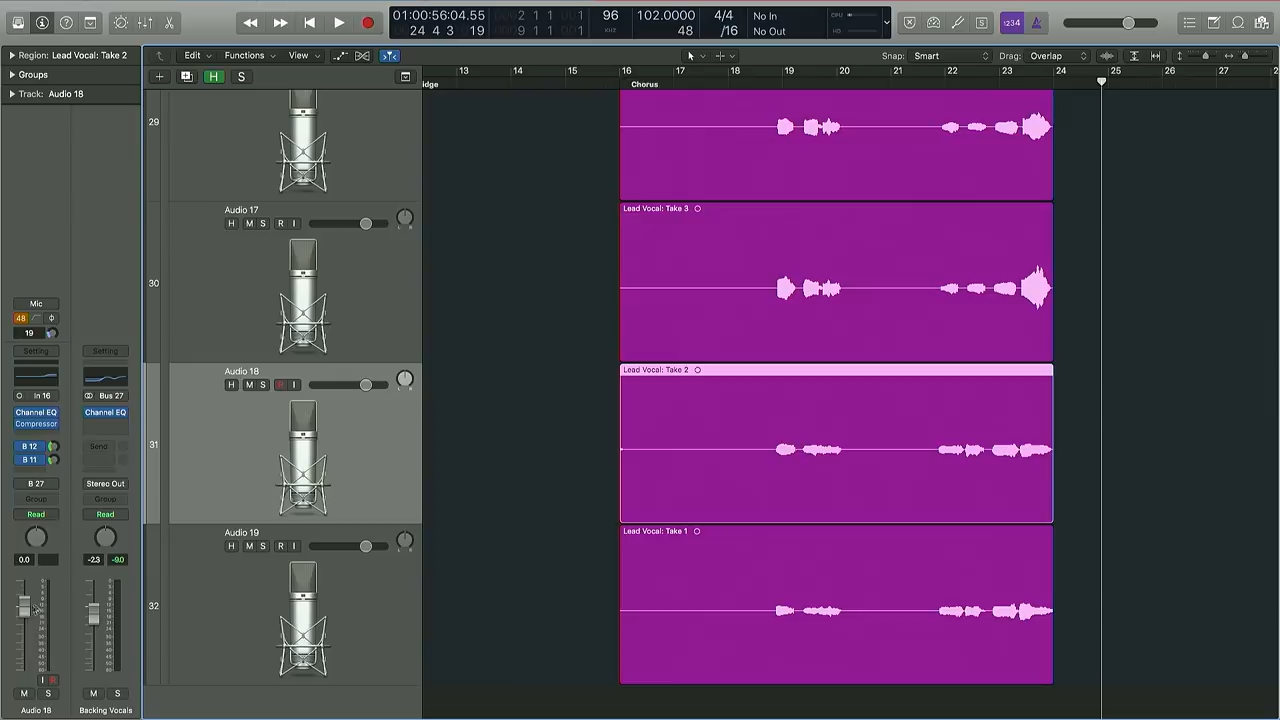 01:00:56:04.55
24 4 3 19
2 1 1 001
9 1 1 001
96
KHZ
102.0000
48
4/4
/16
No In
No Out
CPU
HD
1234
Region: Lead Vocal: Take 2
Groups
Track: Audio 18
Edit
Functions
View
Snap: Smart
Drag: Overlap
H
S
13 14 15 16 17 18 19 20 21 22 23 24 25 26 27
idge
Chorus
29
Audio 17
H M S R I
L R
30
Lead Vocal: Take 3
Audio 18
H M S R I
L R
31
Lead Vocal: Take 2
Audio 19
H M S R I
L R
32
Lead Vocal: Take 1
Mic
48
19
Setting
Setting
In 16
Bus 27
Channel EQ
Channel EQ
Compressor
B 12
Send
B 11
B 27
Stereo Out
Group
Group
Read
Read
0.0
-2.3
-9.0
I R
M S
M S
Audio 18
Backing Vocals